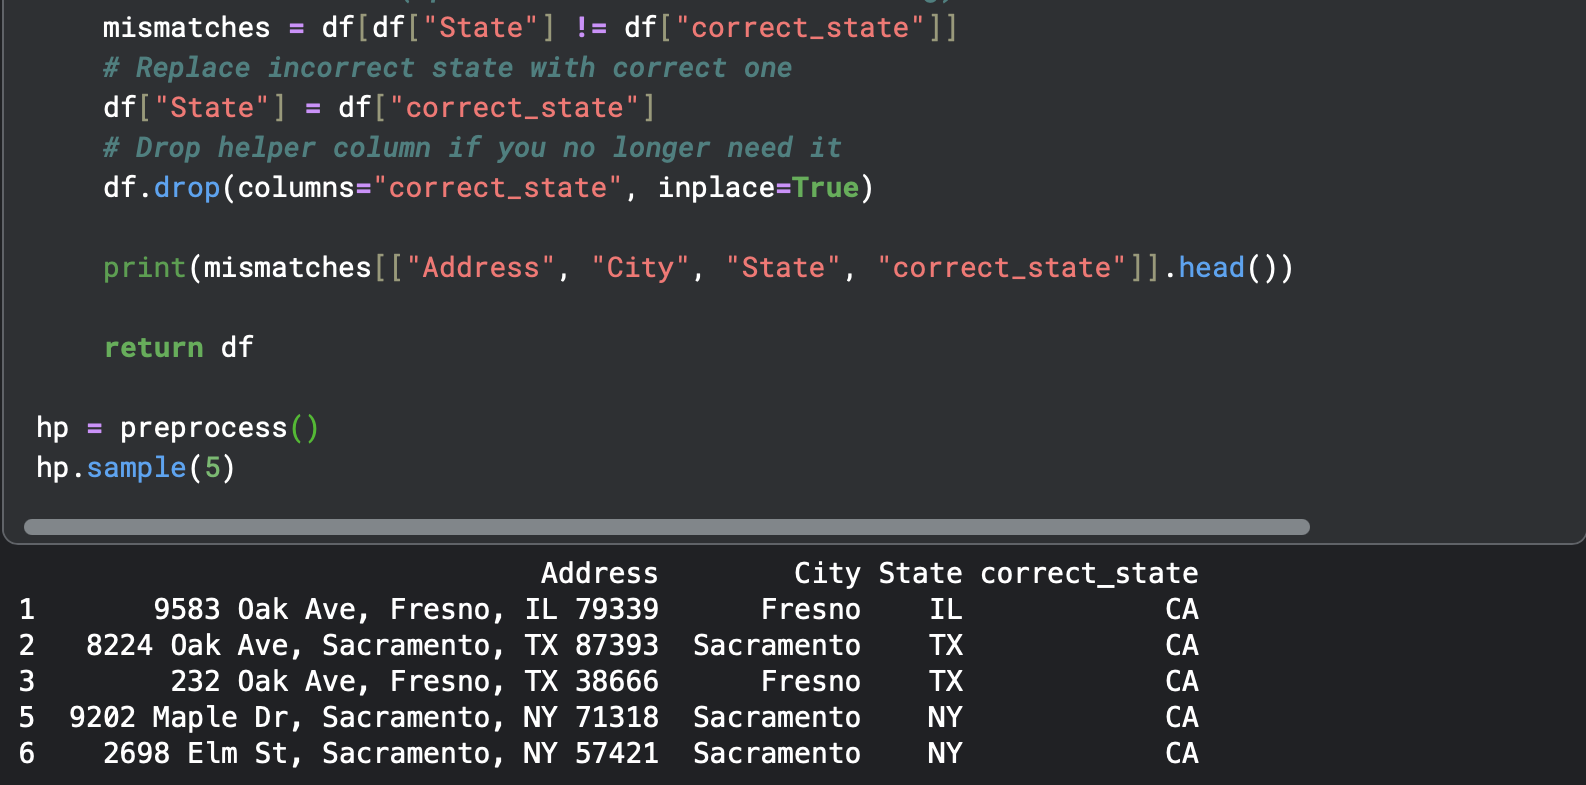 mismatches = df[df["State"] != df["correct_state"]]
# Replace incorrect state with correct one
df["State"] = df["correct_state"]
# Drop helper column if you no longer need it
df.drop(columns="correct_state", inplace=True)
print(mismatches[["Address", "City", "State", "correct_state"]].head())
return df
hp = preprocess()
hp.sample(5)
Address City State correct_state
1 9583 Oak Ave, Fresno, IL 79339 Fresno IL CA
2 8224 Oak Ave, Sacramento, TX 87393 Sacramento TX CA
3 232 Oak Ave, Fresno, TX 38666 Fresno TX CA
5 9202 Maple Dr, Sacramento, NY 71318 Sacramento NY CA
6 2698 Elm St, Sacramento, NY 57421 Sacramento NY CA